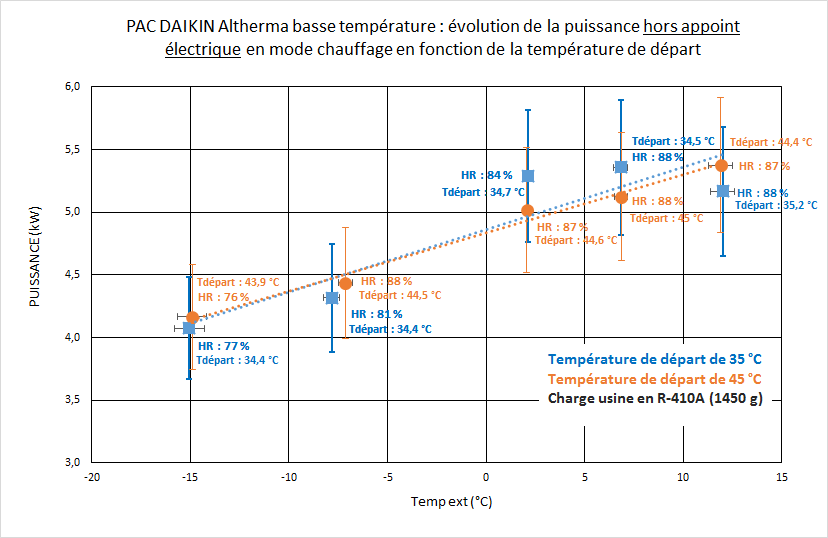 PAC DAIKIN Altherma basse température : évolution de la puissance hors appoint
électrique en mode chauffage en fonction de la température de départ
PUISSANCE (kW)
6,0
5,5
5,0
4,5
4,0
3,5
3,0
-20
-15
-10
-5
0
5
10
15
Temp ext (°C)
Tdépart : 43,9 °C
HR : 76 %
HR : 77 %
Tdépart : 34,4 °C
HR : 88 %
Tdépart : 44,5 °C
HR : 81 %
Tdépart : 34,4 °C
HR : 84 %
Tdépart : 34,7 °C
HR : 87 %
Tdépart : 44,6 °C
Tdépart : 34,5 °C
HR : 88 %
HR : 88 %
Tdépart : 45 °C
Tdépart : 44,4 °C
HR : 87 %
HR : 88 %
Tdépart : 35,2 °C
Température de départ de 35 °C
Température de départ de 45 °C
Charge usine en R-410A (1450 g)